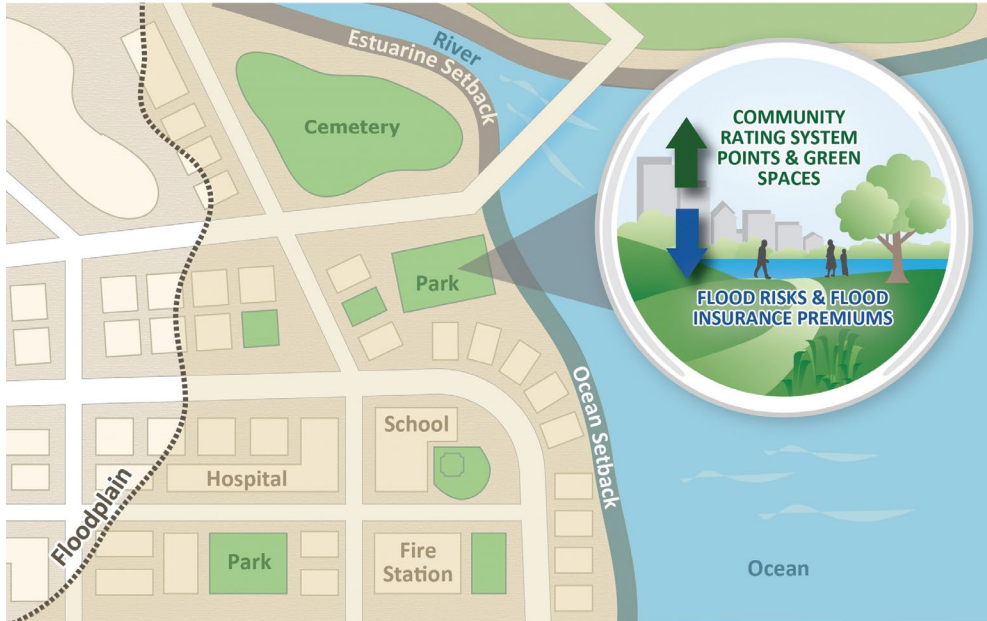 River
Estuarine Setback
Cemetery
COMMUNITY
RATING SYSTEM
POINTS & GREEN
SPACES
FLOOD RISKS & FLOOD
INSURANCE PREMIUMS
Park
Ocean Setback
School
Hospital
Floodplain
Park
Fire
Station
Ocean